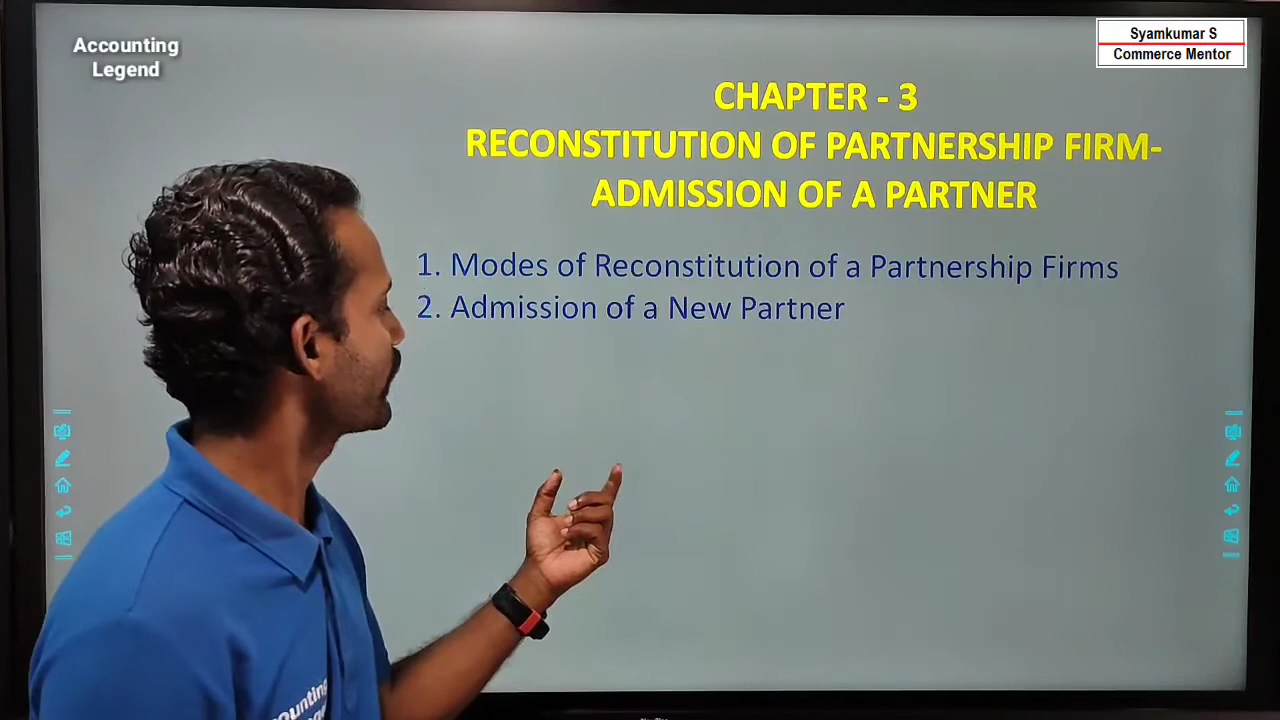 Accounting
Legend
Syamkumar S
Commerce Mentor
CHAPTER - 3
RECONSTITUTION OF PARTNERSHIP FIRM-
ADMISSION OF A PARTNER
1. Modes of Reconstitution of a Partnership Firms
2. Admission of a New Partner